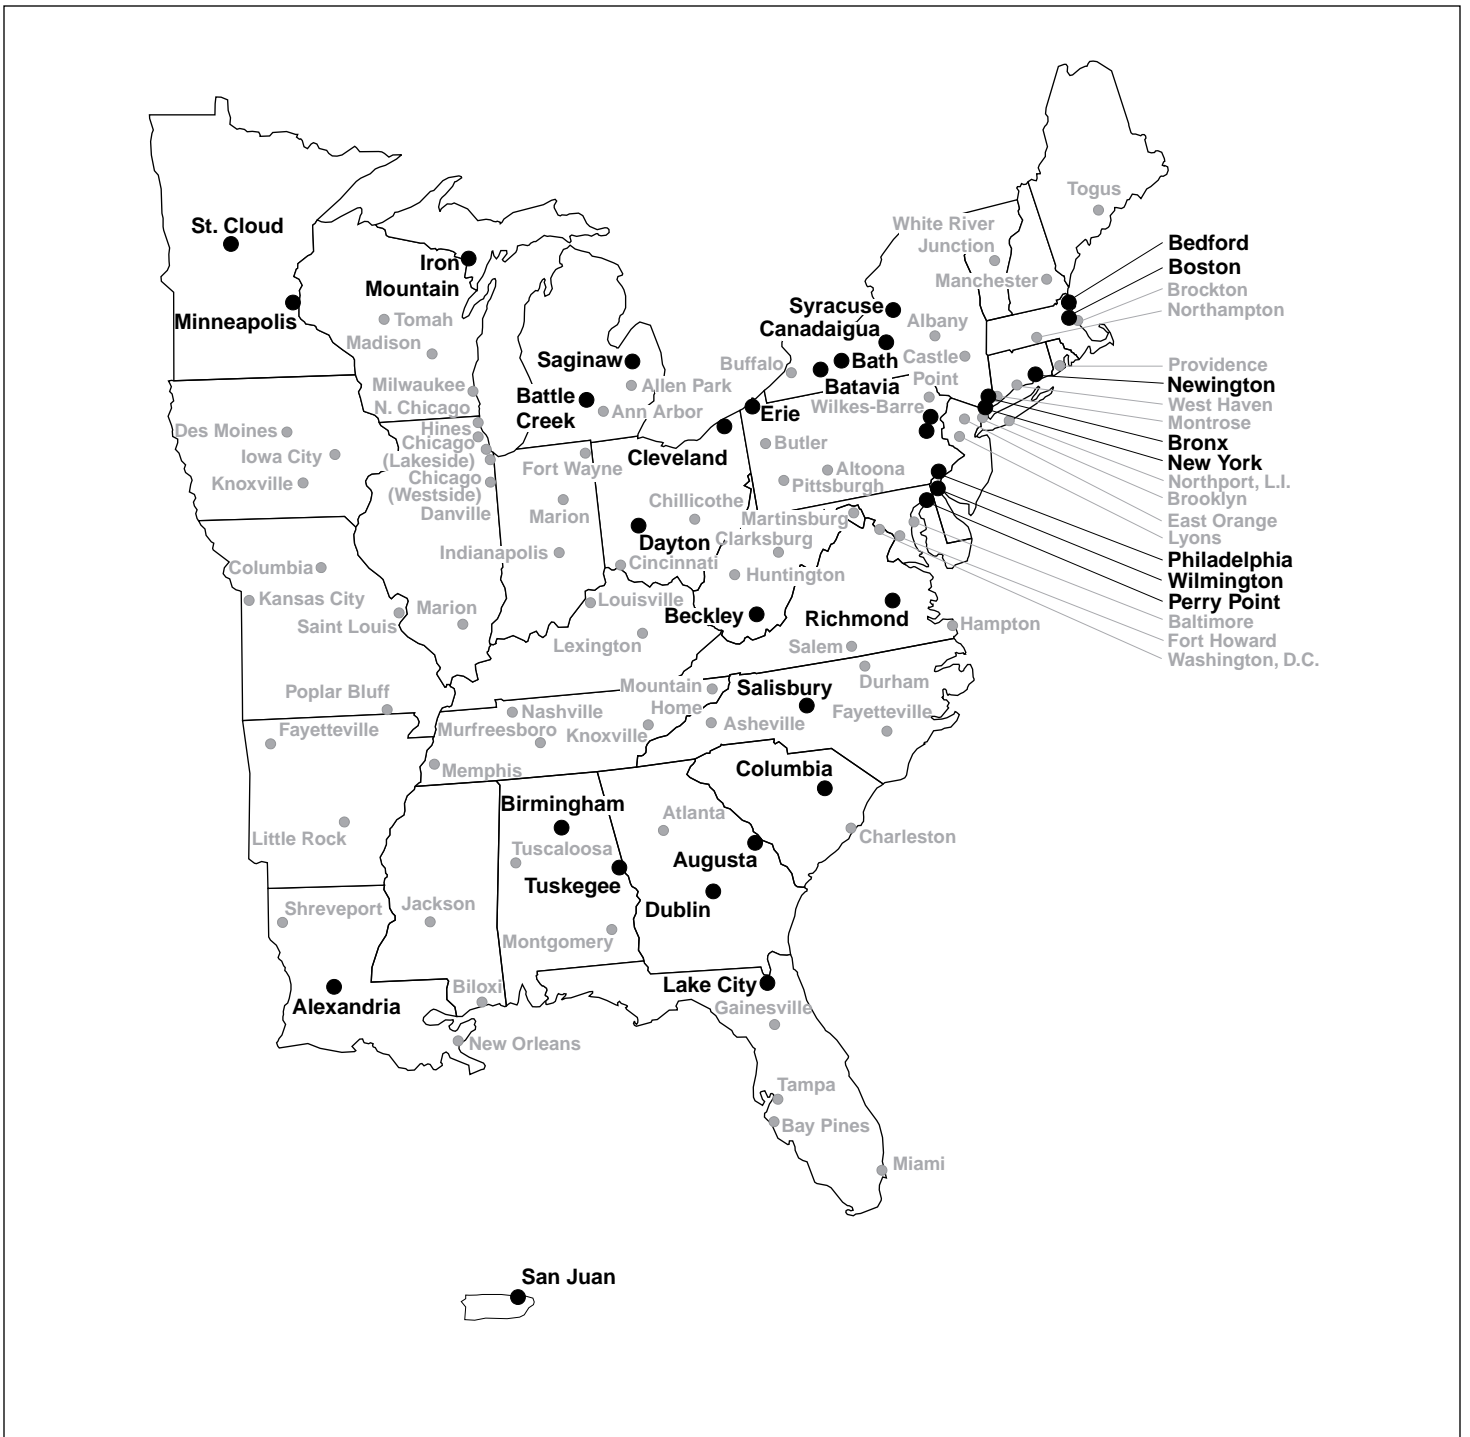 Togus
White River
Junction
Manchester
St. Cloud
Bedford
Boston
Brockton
Northampton
Iron
Mountain
Syracuse
Canadaigua
Albany
Minneapolis
Tomah
Madison
Saginaw
Buffalo
Bath
Castle
Point
Providence
Newington
West Haven
Montrose
Bronx
New York
Northport, L.I.
Brooklyn
East Orange
Lyons
Philadelphia
Wilmington
Perry Point
Baltimore
Fort Howard
Washington, D.C.
Milwaukee
N. Chicago
Allen Park
Battle
Creek
Ann Arbor
Batavia
Erie
Wilkes-Barre
Des Moines
Iowa City
Knoxville
Hines
Chicago
(Lakeside)
Chicago
(Westside)
Danville
Fort Wayne
Cleveland
Butler
Altoona
Pittsburgh
Marion
Chillicothe
Martinsburg
Indianapolis
Dayton
Clarksburg
Cincinnati
Huntington
Columbia
Kansas City
Saint Louis
Marion
Louisville
Lexington
Beckley
Richmond
Hampton
Salem
Poplar Bluff
Mountain
Home
Salisbury
Durham
Fayetteville
Nashville
Murfreesboro
Knoxville
Asheville
Fayetteville
Memphis
Columbia
Birmingham
Atlanta
Charleston
Little Rock
Tuscaloosa
Augusta
Tuskegee
Dublin
Shreveport
Jackson
Montgomery
Alexandria
Biloxi
Lake City
Gainesville
New Orleans
Tampa
Bay Pines
Miami
San Juan